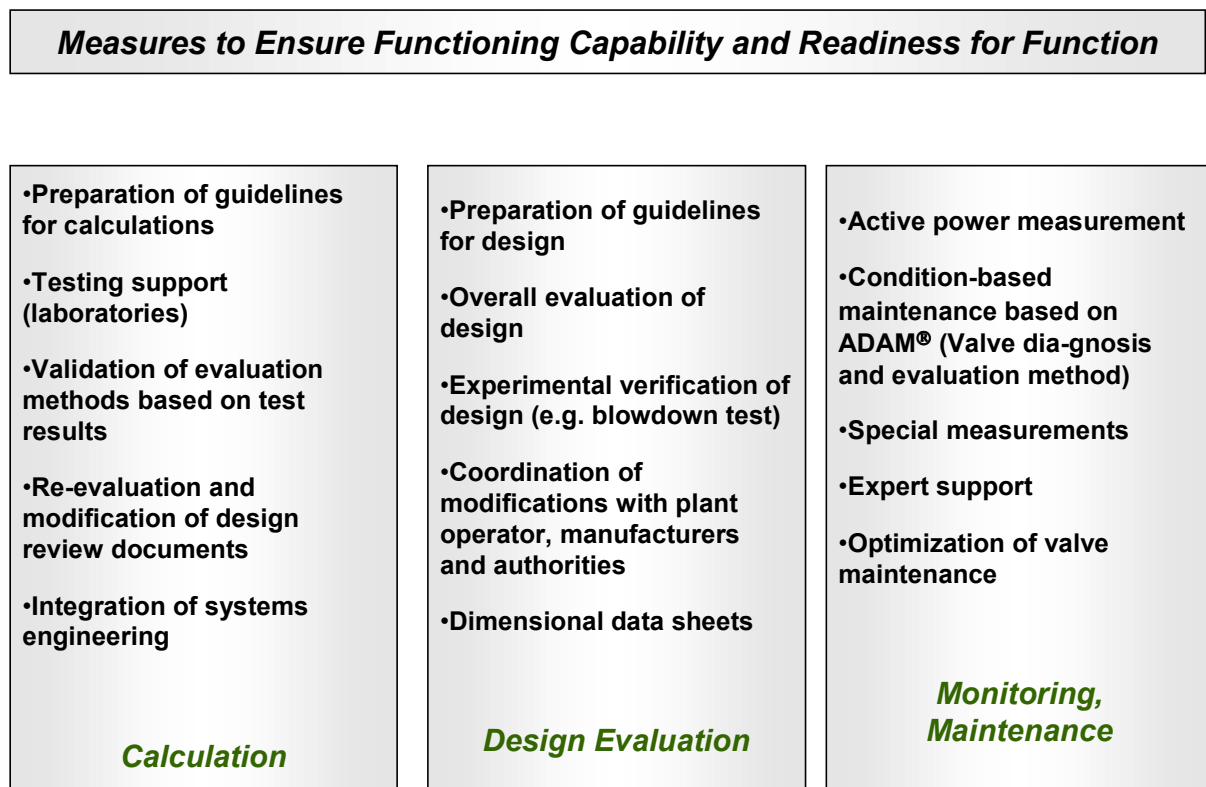 Measures to Ensure Functioning Capability and Readiness for Function
•Preparation of guidelines
for calculations
•Testing support
(laboratories)
•Validation of evaluation
methods based on test
results
•Re-evaluation and
modification of design
review documents
•Integration of systems
engineering
Calculation
•Preparation of guidelines
for design
•Overall evaluation of
design
•Experimental verification of
design (e.g. blowdown test)
•Coordination of
modifications with plant
operator, manufacturers
and authorities
•Dimensional data sheets
Design Evaluation
•Active power measurement
•Condition-based
maintenance based on
ADAM® (Valve dia-gnosis
and evaluation method)
•Special measurements
•Expert support
•Optimization of valve
maintenance
Monitoring,
Maintenance